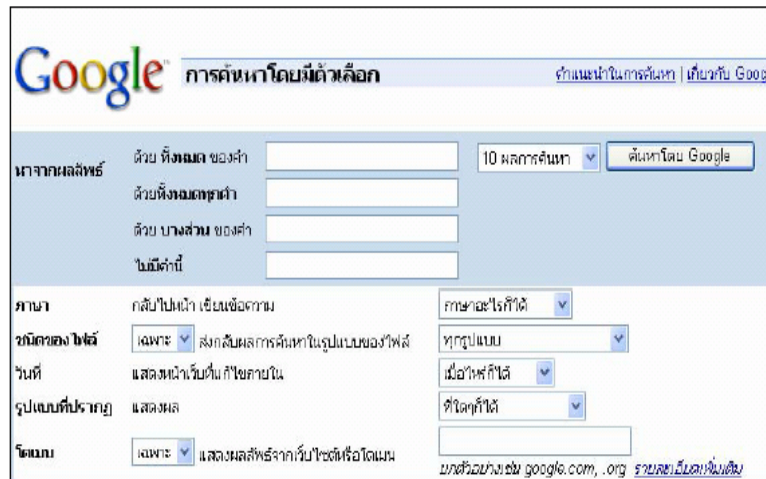 Google การค้นหาโดยมีตัวเลือก คำแนะนำในการค้นหา | เกี่ยวกับ Goog
หาจากผลลัพธ์ ด้วย ทั้งหมด ของคำ 10 ผลการค้นหา ค้นหาโดย Google
ด้วยทั้งหมดทุกคำ
ด้วย บางส่วน ของคำ
ไม่มีคำนี้
ภาษา กลับไปหน้า เขียนข้อความ ภาษาอะไรก็ได้
ชนิดของไฟล์ เฉพาะ ส่งกลับผลการค้นหาในรูปแบบของไฟล์ ทุกรูปแบบ
วันที่ แสดงหน้าเว็บที่แก้ไขภายใน เมื่อไหร่ก็ได้
รูปแบบที่ปรากฏ แสดงผล ที่ใดๆก็ได้
โดเมน เฉพาะ แสดงผลลัพธ์จากเว็บไซต์หรือโดเมน
ยกตัวอย่างเช่น google.com, .org รายละเอียดเพิ่มเติม